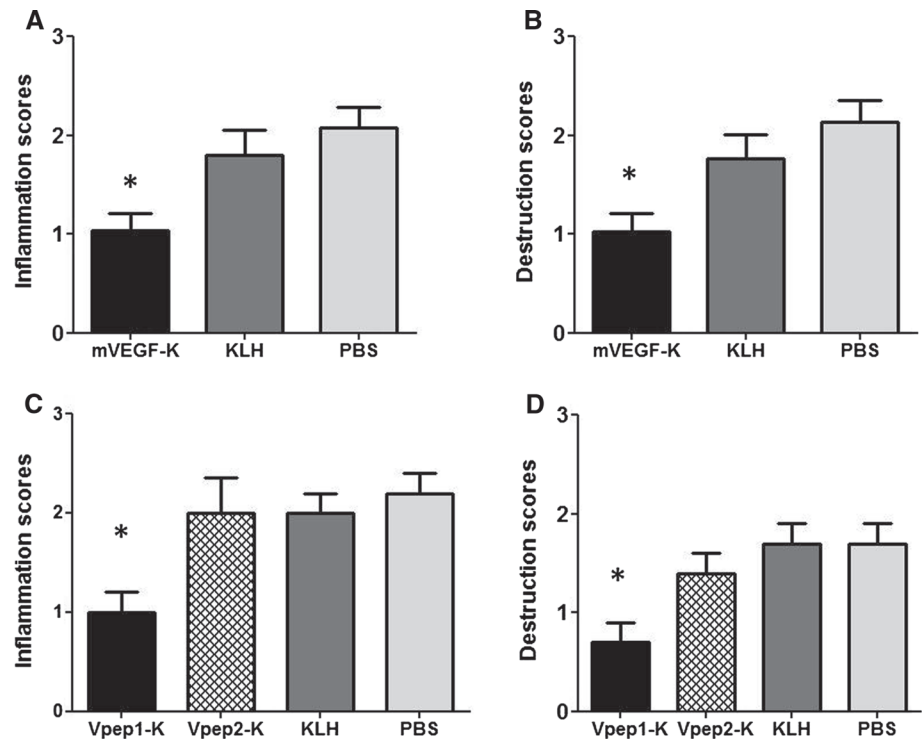 A
Inflammation scores
3
2
1
0
*
mVEGF-K KLH PBS
B
Destruction scores
3
2
1
0
*
mVEGF-K KLH PBS
C
Inflammation scores
3
2
1
0
*
Vpep1-K Vpep2-K KLH PBS
D
Destruction scores
3
2
1
0
*
Vpep1-K Vpep2-K KLH PBS